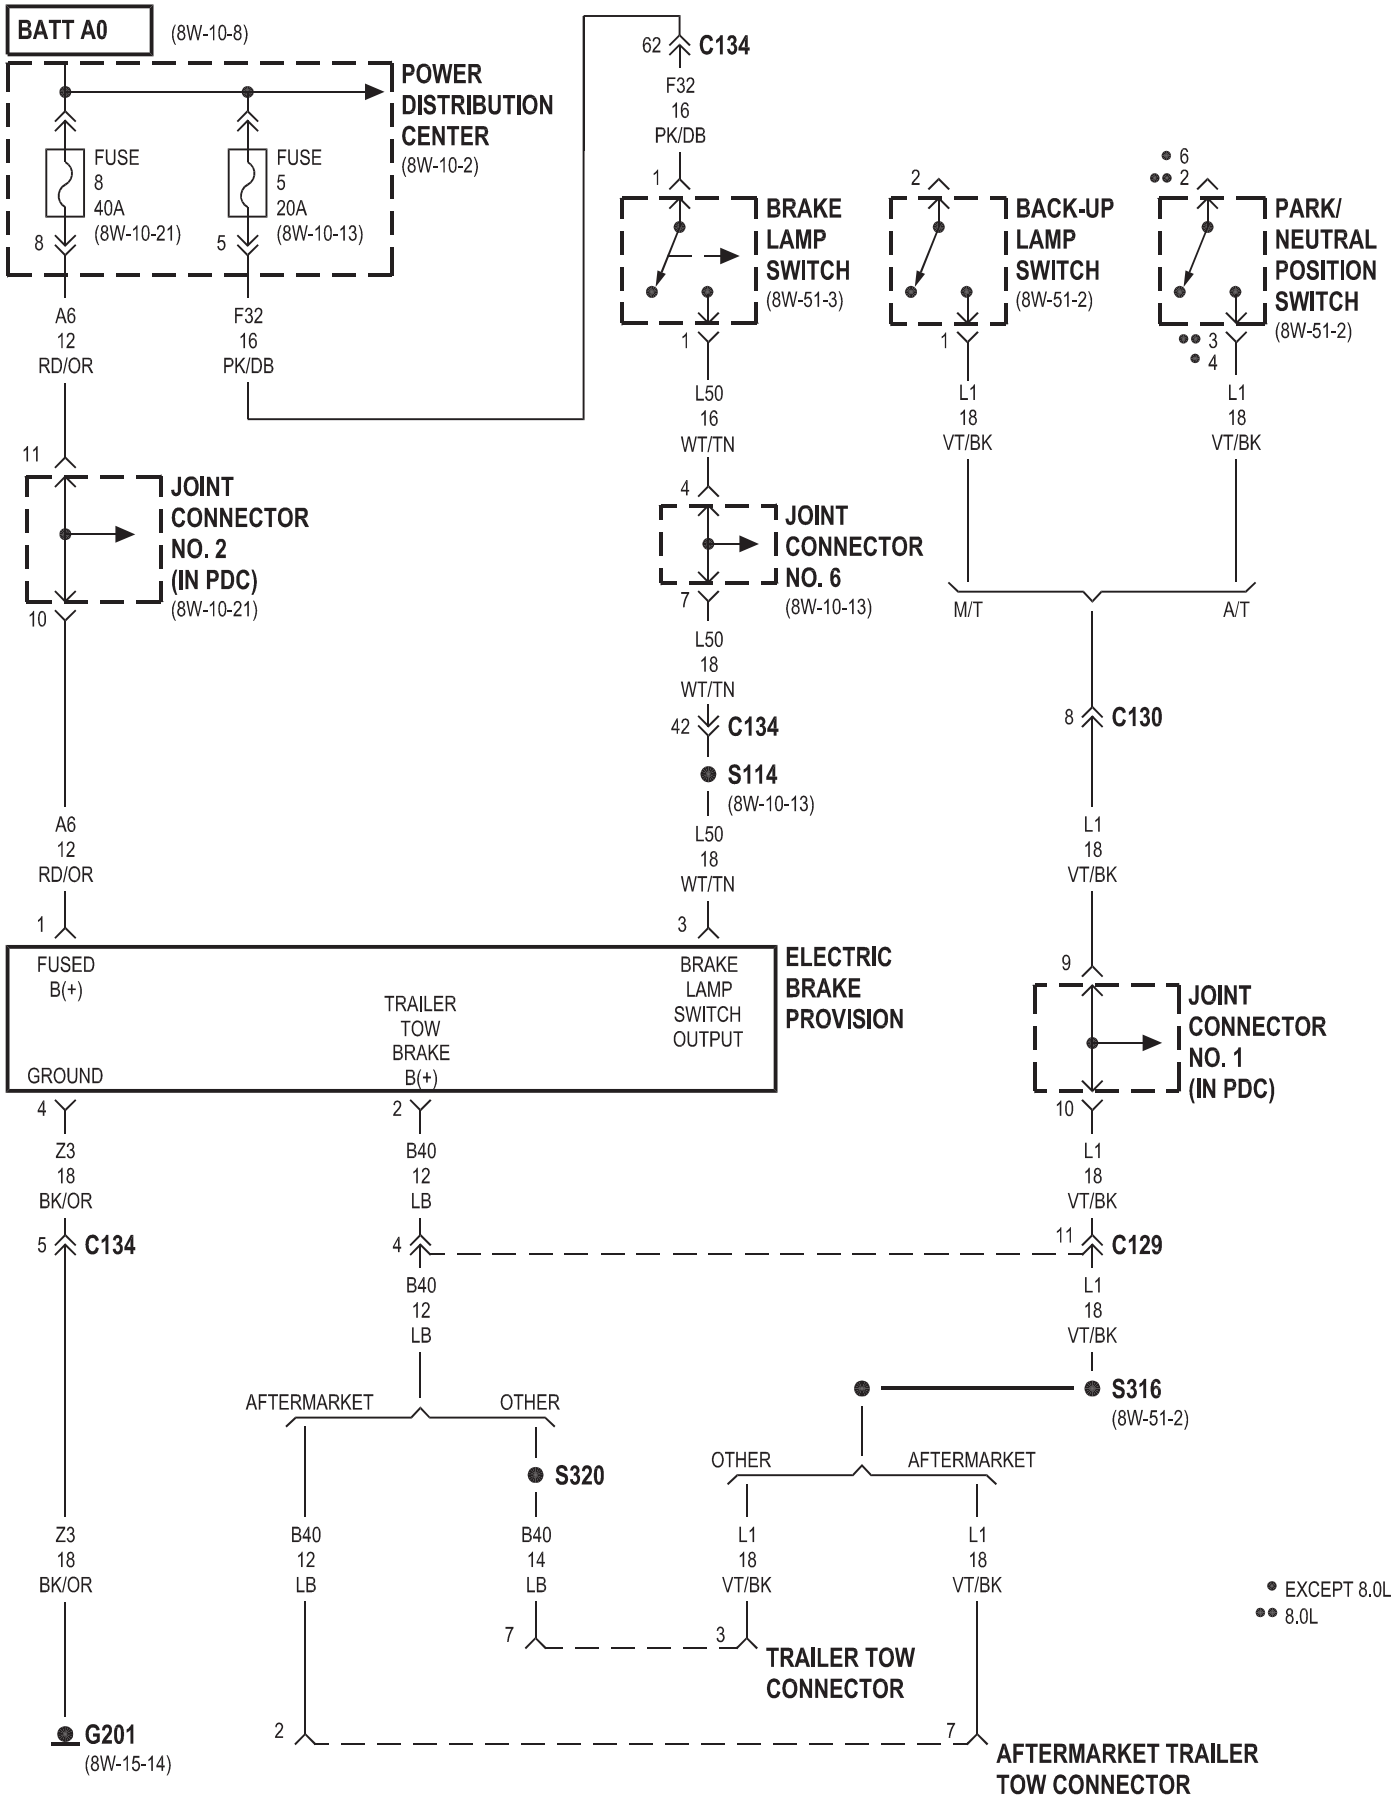 BATT A0
(8W-10-8)
POWER
DISTRIBUTION
CENTER
(8W-10-2)
FUSE
8
40A
(8W-10-21)
8
FUSE
5
20A
(8W-10-13)
5
A6
12
RD/OR
F32
16
PK/DB
62
C134
F32
16
PK/DB
1
BRAKE
LAMP
SWITCH
(8W-51-3)
1
2
BACK-UP
LAMP
SWITCH
(8W-51-2)
1
6
2
PARK/
NEUTRAL
POSITION
SWITCH
(8W-51-2)
3
4
L50
16
WT/TN
L1
18
VT/BK
L1
18
VT/BK
11
JOINT
CONNECTOR
NO. 2
(IN PDC)
(8W-10-21)
10
4
JOINT
CONNECTOR
NO. 6
(8W-10-13)
7
M/T
A/T
L50
18
WT/TN
42
C134
S114
(8W-10-13)
8
C130
A6
12
RD/OR
L50
18
WT/TN
L1
18
VT/BK
1
3
FUSED
B(+)
TRAILER
TOW
BRAKE
B(+)
BRAKE
LAMP
SWITCH
OUTPUT
GROUND
ELECTRIC
BRAKE
PROVISION
9
JOINT
CONNECTOR
NO. 1
(IN PDC)
10
4
2
Z3
18
BK/OR
B40
12
LB
L1
18
VT/BK
5
C134
4
11
C129
B40
12
LB
L1
18
VT/BK
S316
(8W-51-2)
AFTERMARKET
OTHER
S320
OTHER
AFTERMARKET
Z3
18
BK/OR
B40
12
LB
B40
14
LB
L1
18
VT/BK
L1
18
VT/BK
EXCEPT 8.0L
8.0L
7
3
TRAILER TOW
CONNECTOR
G201
(8W-15-14)
2
7
AFTERMARKET TRAILER
TOW CONNECTOR